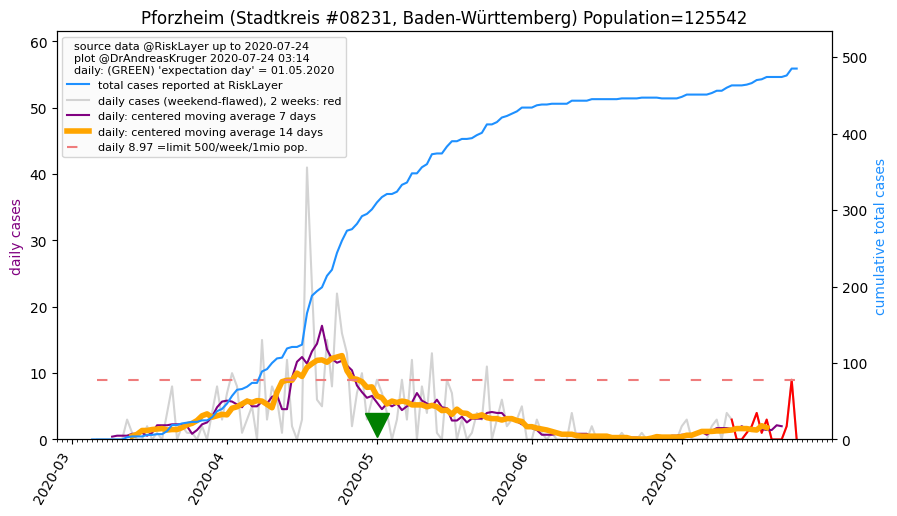 Pforzheim (Stadtkreis #08231, Baden-Württemberg) Population=125542
source data @RiskLayer up to 2020-07-24
plot @DrAndreasKruger 2020-07-24 03:14
daily: (GREEN) 'expectation day' = 01.05.2020
total cases reported at RiskLayer
daily cases (weekend-flawed), 2 weeks: red
daily: centered moving average 7 days
daily: centered moving average 14 days
daily 8.97 =limit 500/week/1mio pop.
daily cases
60
50
40
30
20
10
0
cumulative total cases
500
400
300
200
100
0
2020-03
2020-04
2020-05
2020-06
2020-07